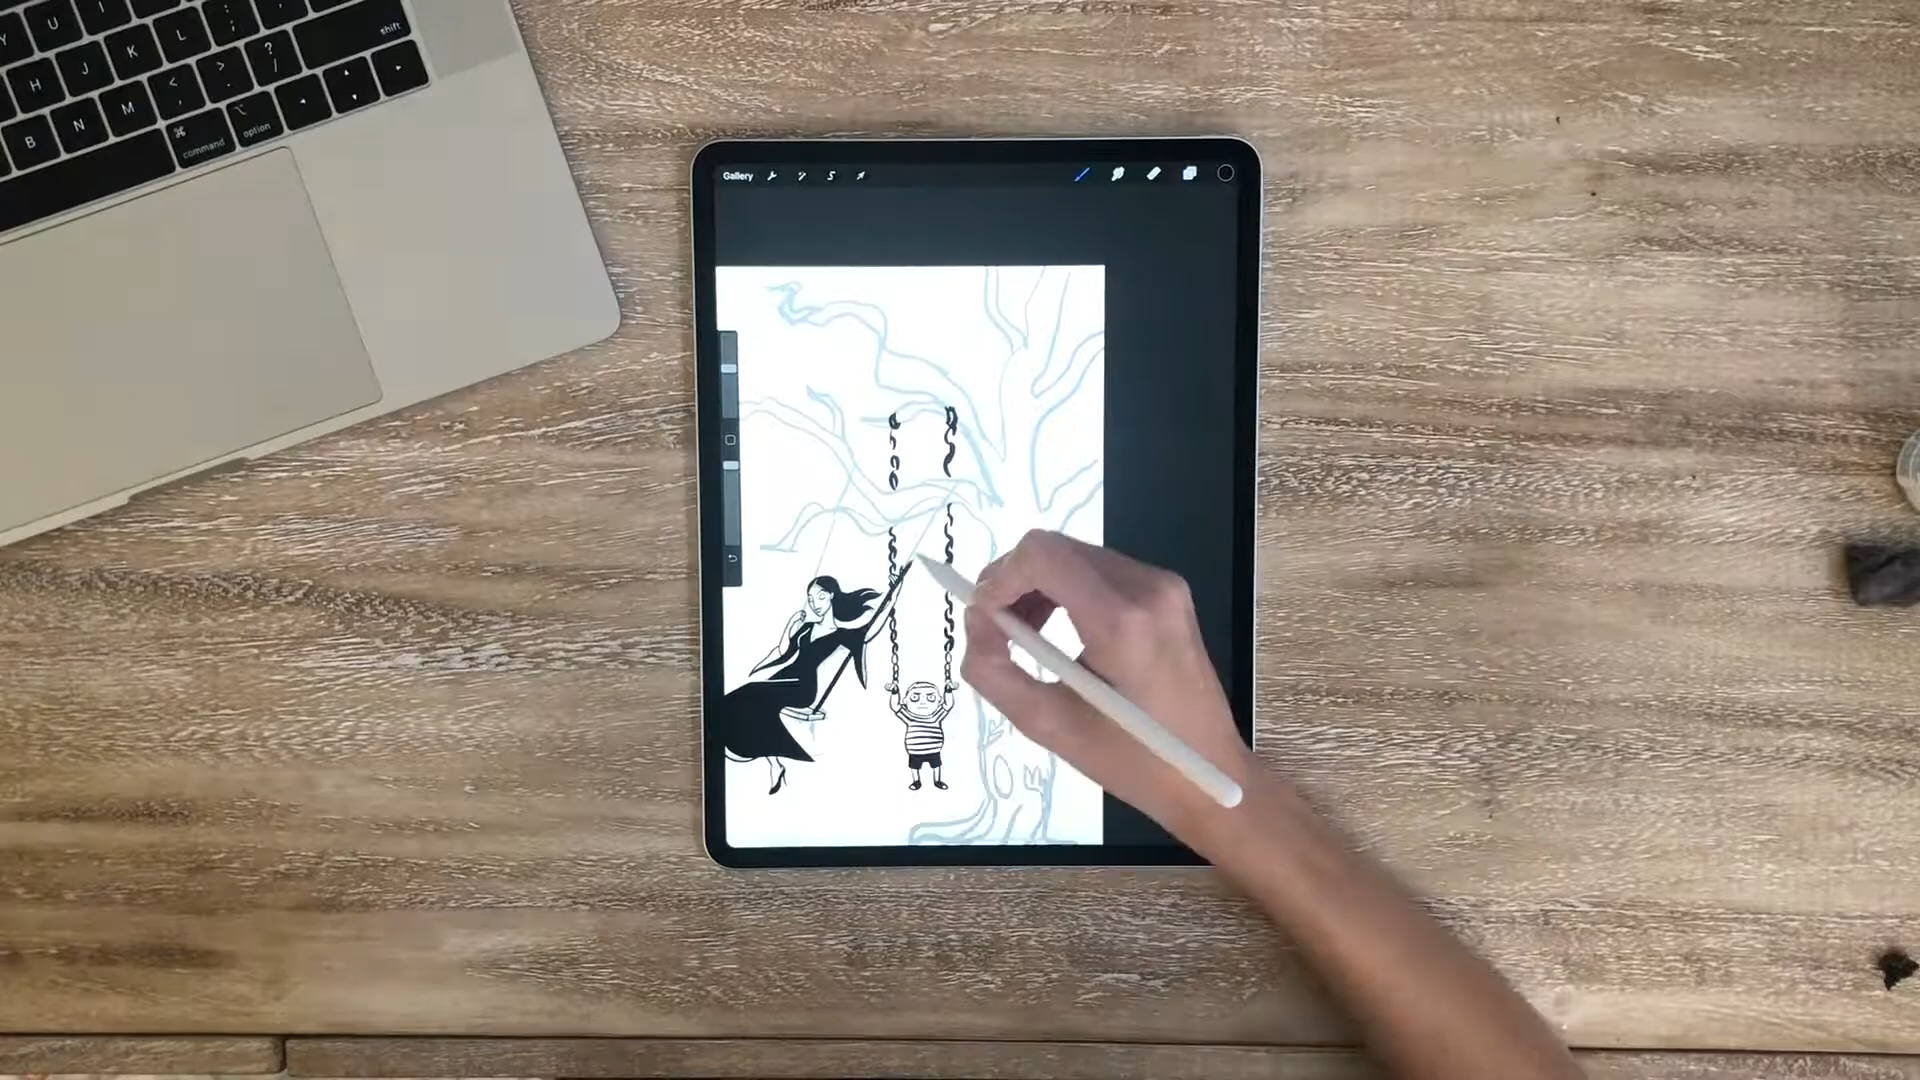 Y U I O P { [ } ]
H J K L : ; " ' shift
B N M < , > . ? /
⌘ command ⌥ option
Gallery